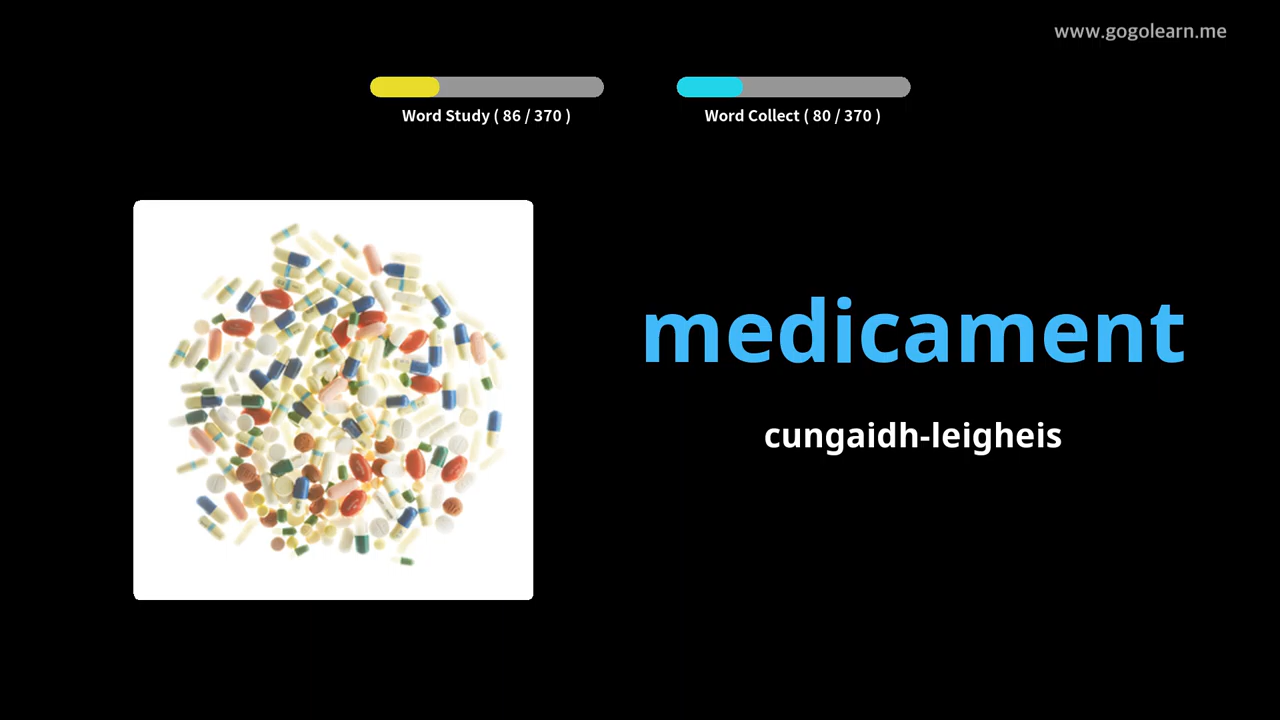 www.gogolearn.me
Word Study ( 86 / 370 )
Word Collect ( 80 / 370 )
medicament
cungaidh-leigheis